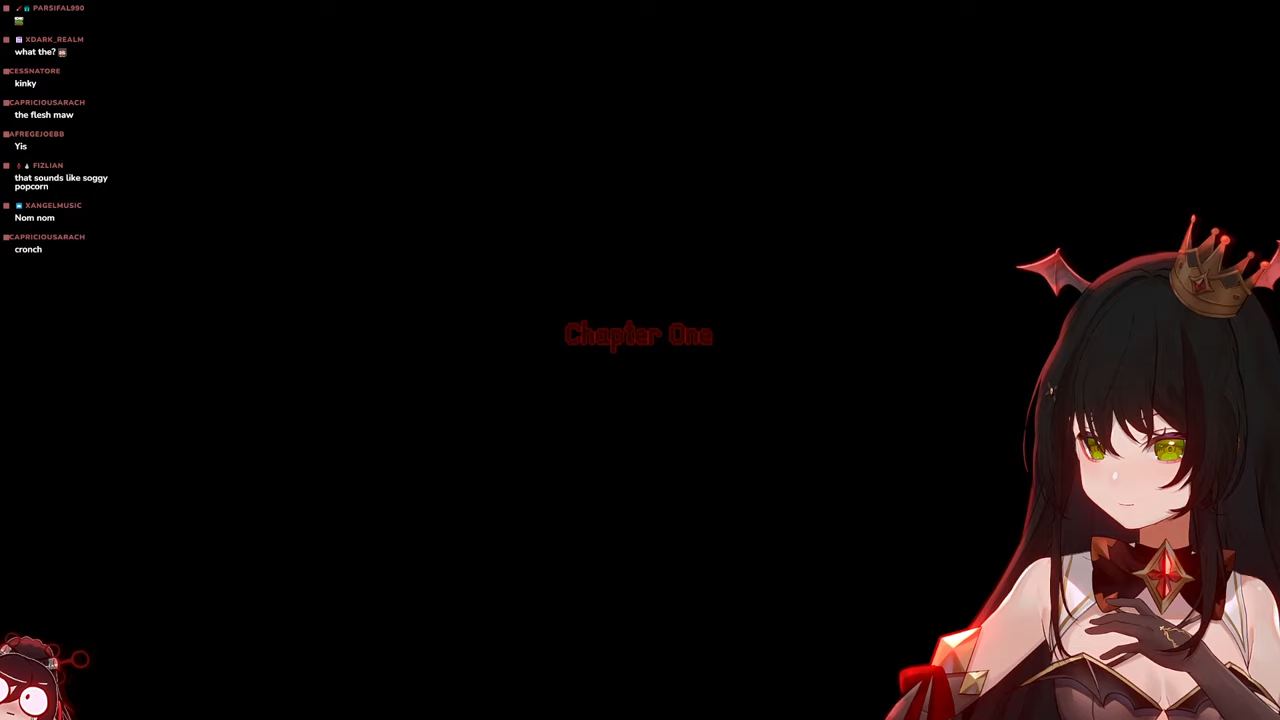 PARSIFAL990
XDARK_REALM
what the?
CESSNATORE
kinky
CAPRICIOUSARACH
the flesh maw
AFREGEJOEBB
Yis
FIZLIAN
that sounds like soggy
popcorn
XANGELMUSIC
Nom nom
CAPRICIOUSARACH
cronch
Chapter One